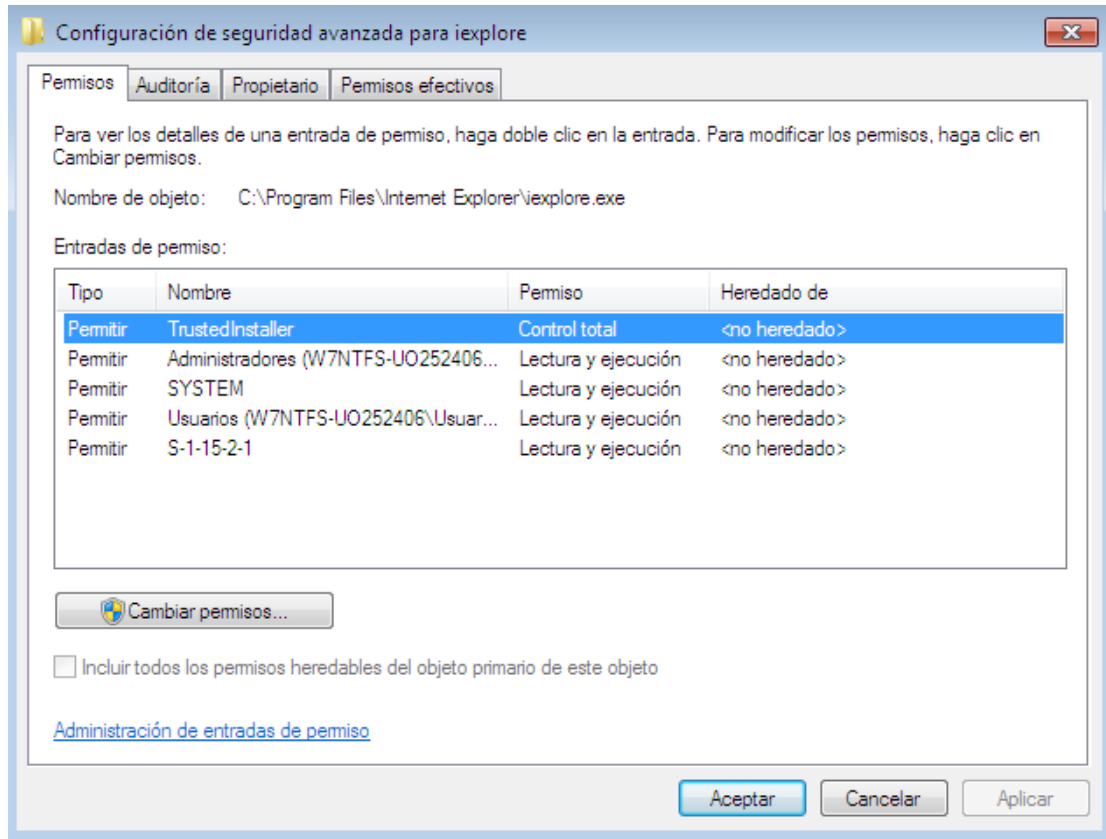 Configuración de seguridad avanzada para iexplore
Permisos Auditoría Propietario Permisos efectivos
Para ver los detalles de una entrada de permiso, haga doble clic en la entrada. Para modificar los permisos, haga clic en
Cambiar permisos.
Nombre de objeto: C:\Program Files\Internet Explorer\iexplore.exe
Entradas de permiso:
Tipo Nombre Permiso Heredado de
Permitir TrustedInstaller Control total <no heredado>
Permitir Administradores (W7NTFS-UO252406... Lectura y ejecución <no heredado>
Permitir SYSTEM Lectura y ejecución <no heredado>
Permitir Usuarios (W7NTFS-UO252406\Usuar... Lectura y ejecución <no heredado>
Permitir S-1-15-2-1 Lectura y ejecución <no heredado>
Cambiar permisos...
Incluir todos los permisos heredables del objeto primario de este objeto
Administración de entradas de permiso
Aceptar Cancelar Aplicar